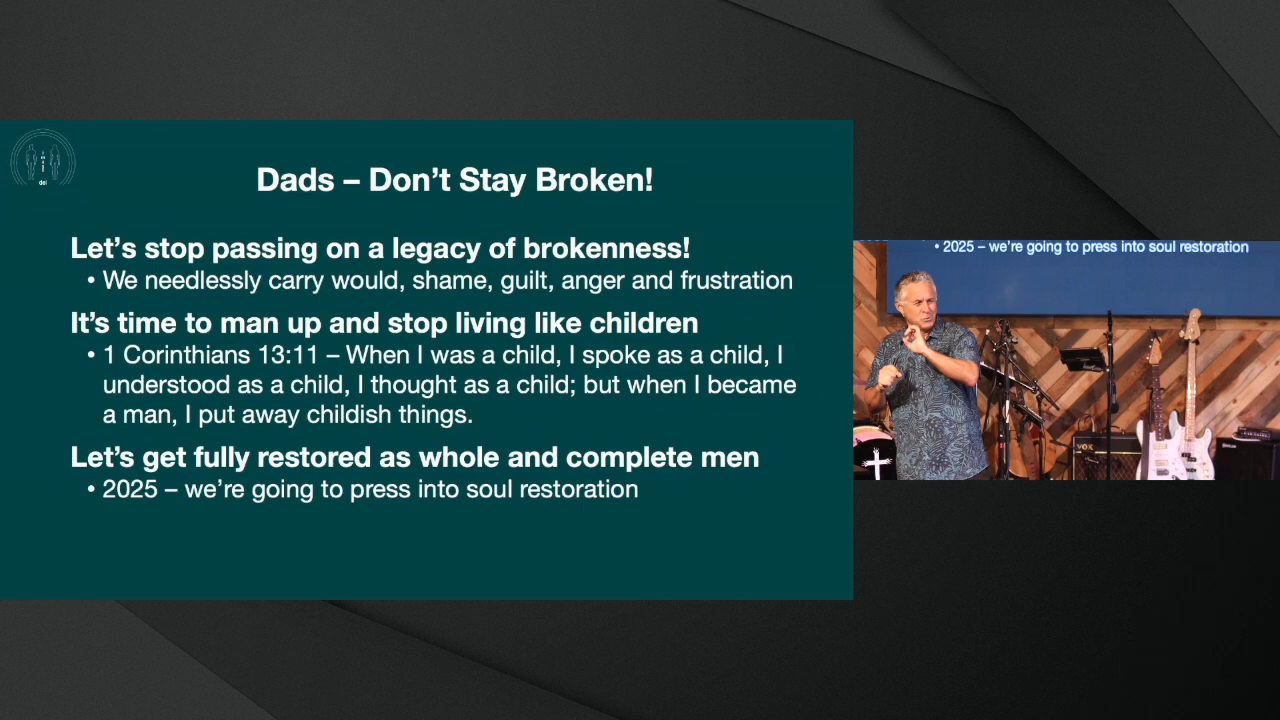 Dads – Don't Stay Broken!
Let's stop passing on a legacy of brokenness!
• We needlessly carry would, shame, guilt, anger and frustration
It's time to man up and stop living like children
• 1 Corinthians 13:11 – When I was a child, I spoke as a child, I
understood as a child, I thought as a child; but when I became
a man, I put away childish things.
Let's get fully restored as whole and complete men
• 2025 – we're going to press into soul restoration
• 2025 – we're going to press into soul restoration
VOX
dei